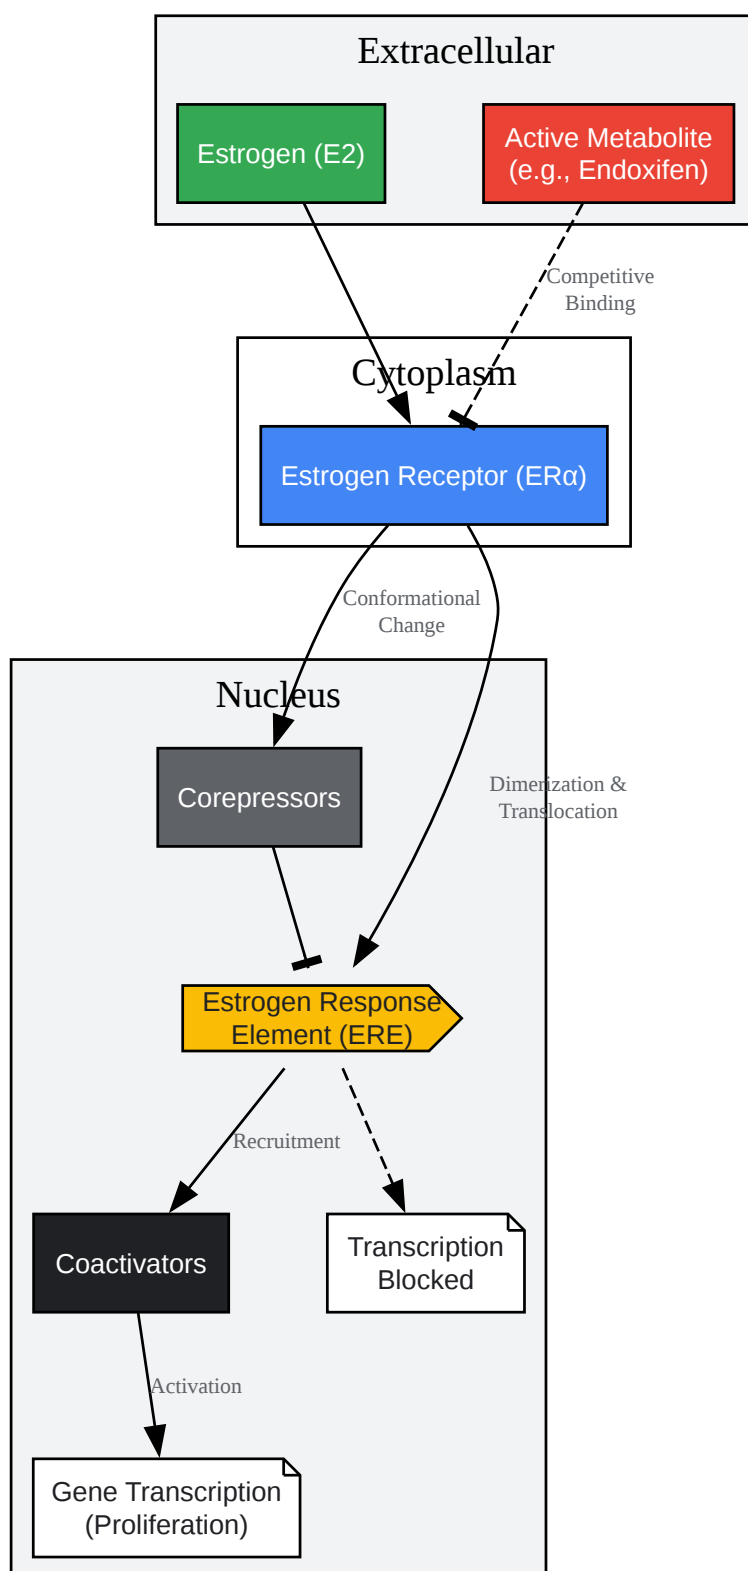 Extracellular
Estrogen (E2)
Active Metabolite
(e.g., Endoxifen)
Competitive
Binding
Cytoplasm
Estrogen Receptor (ERα)
Conformational
Change
Nucleus
Corepressors
Dimerization &
Translocation
Estrogen Response
Element (ERE)
Recruitment
Coactivators
Transcription
Blocked
Activation
Gene Transcription
(Proliferation)